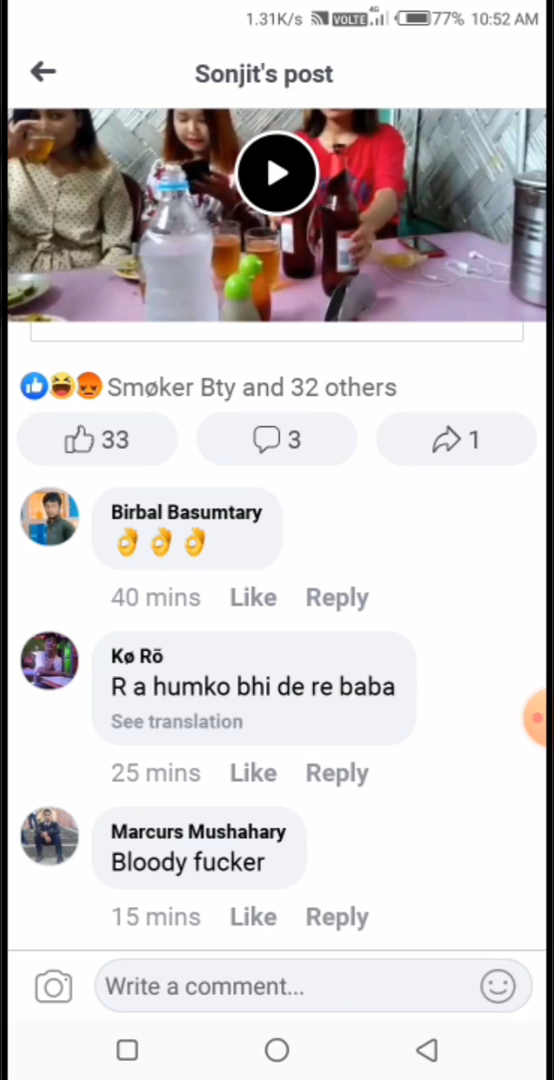 1.31K/s VOLTE 4G 77% 10:52 AM
Sonjit's post
Smøker Bty and 32 others
33 3 1
Birbal Basumtary
👌 👌 👌
40 mins Like Reply
Kø Rõ
R a humko bhi de re baba
See translation
25 mins Like Reply
Marcurs Mushahary
Bloody fucker
15 mins Like Reply
Write a comment...